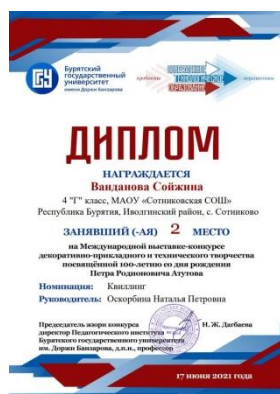 Бурятский
государственный
университет
имени Доржи Банзарова
ТЕХНОЛОГИЧЕСКОЕ
ОБРАЗОВАНИЕ
ДИПЛОМ
НАГРАЖДАЕТСЯ
Ванданова Сойжина
4 "Г" класс, МАОУ «Сотниковская СОШ»
Республика Бурятия, Иволгинский район, с. Сотниково
ЗАНЯВШИЙ (-АЯ) 2 МЕСТО
на Международной выставке-конкурсе
декоративно-прикладного и технического творчества
посвящённой 100-летию со дня рождения
Петра Родионовича Атутова
Номинация: Квиллинг
Руководитель: Оскорбина Наталья Петровна
Председатель жюри конкурса
директор Педагогического института
Бурятского государственного университета
им. Доржи Банзарова, д.п.н., профессор
Н. Ж. Дагбаева
17 июня 2021 года